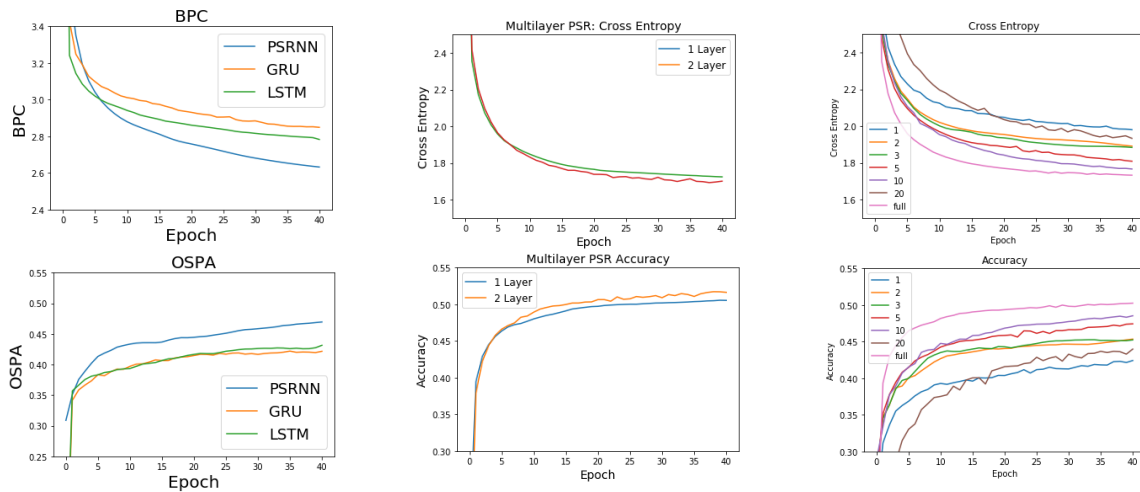 BPC
3.4
3.2
3.0
2.8
2.6
2.4
BPC
PSRNN
GRU
LSTM
0 5 10 15 20 25 30 35 40
Epoch
Multilayer PSR: Cross Entropy
2.4
2.2
2.0
1.8
1.6
Cross Entropy
1 Layer
2 Layer
0 5 10 15 20 25 30 35 40
Epoch
Cross Entropy
2.4
2.2
2.0
1.8
1.6
Cross Entropy
1
2
3
5
10
20
full
0 5 10 15 20 25 30 35 40
Epoch
OSPA
0.55
0.50
0.45
0.40
0.35
0.30
0.25
OSPA
PSRNN
GRU
LSTM
0 5 10 15 20 25 30 35 40
Epoch
Multilayer PSR Accuracy
0.55
0.50
0.45
0.40
0.35
0.30
Accuracy
1 Layer
2 Layer
0 5 10 15 20 25 30 35 40
Epoch
Accuracy
0.55
0.50
0.45
0.40
0.35
0.30
Accuracy
1
2
3
5
10
20
full
0 5 10 15 20 25 30 35 40
Epoch